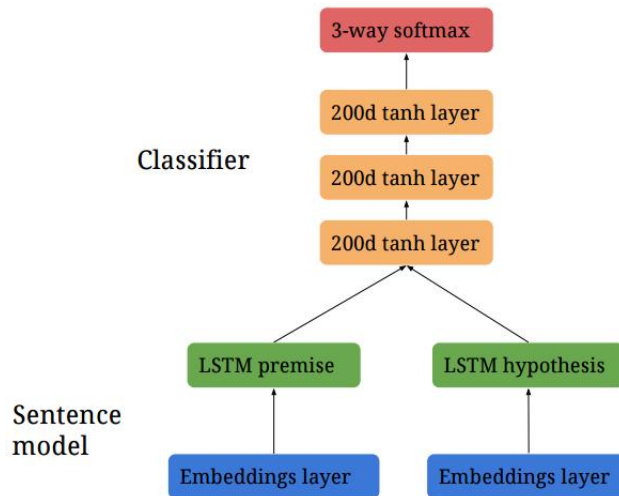 3-way softmax
200d tanh layer
Classifier
200d tanh layer
200d tanh layer
LSTM premise
LSTM hypothesis
Sentence
model
Embeddings layer
Embeddings layer